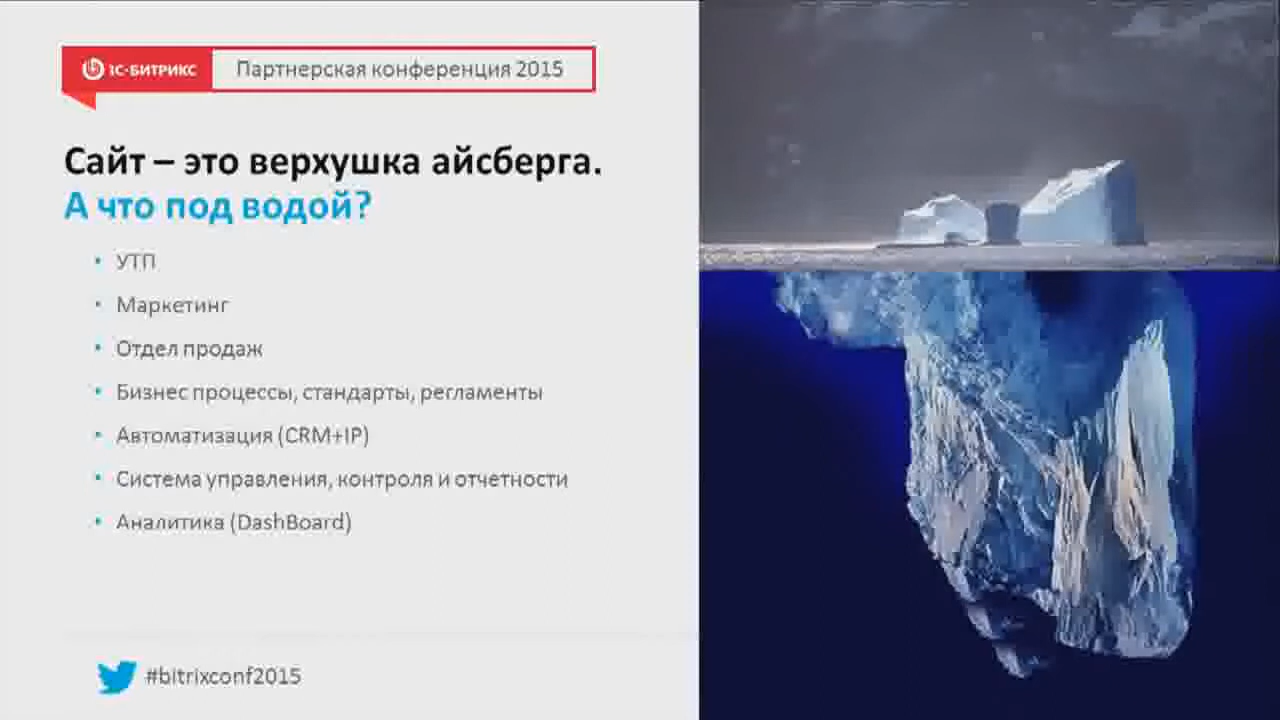 1С-БИТРИКС Партнерская конференция 2015
Сайт – это верхушка айсберга.
А что под водой?
• УТП
• Маркетинг
• Отдел продаж
• Бизнес процессы, стандарты, регламенты
• Автоматизация (CRM+IP)
• Система управления, контроля и отчетности
• Аналитика (DashBoard)
#bitrixconf2015